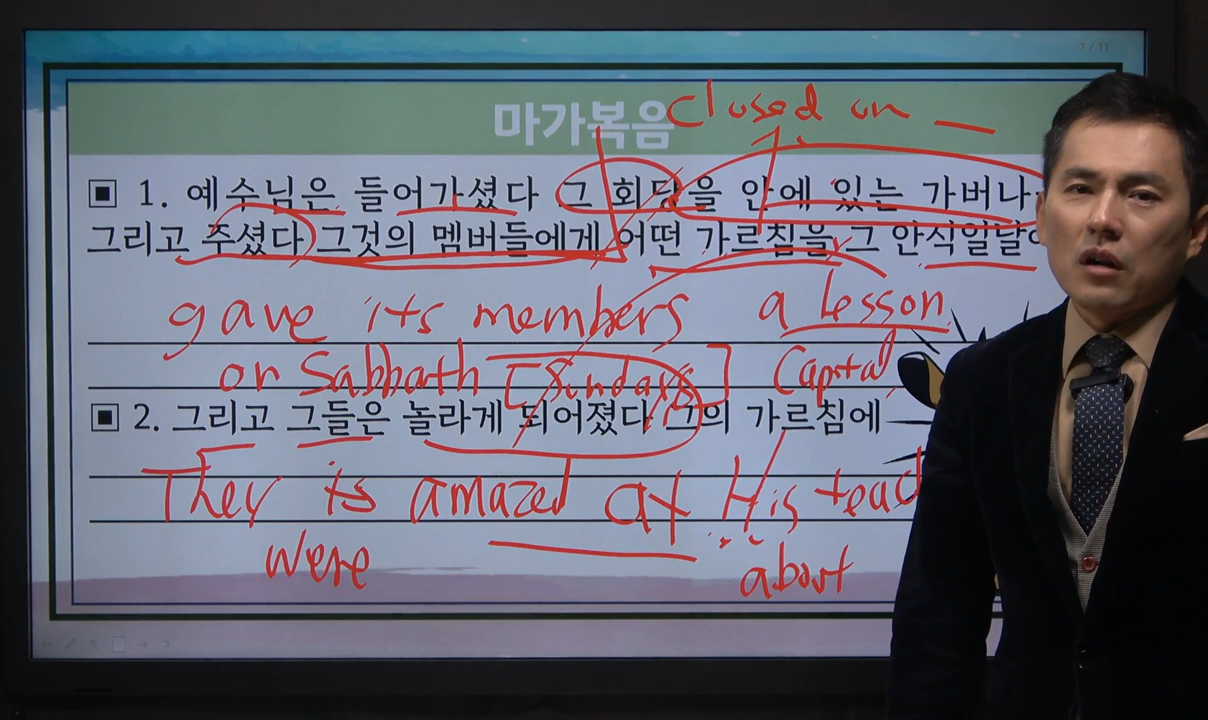 7 / 11
마가복음 closed on
1. 예수님은 들어가셨다 그 회당을 안에 있는 가버나
그리고 주셨다 그것의 멤버들에게 어떤 가르침을 그 안식일날에
gave its members a lesson
on Sabbath [Sundays] Capital
2. 그리고 그들은 놀라게 되어졌다 그의 가르침에
They is amazed at His teach
were about